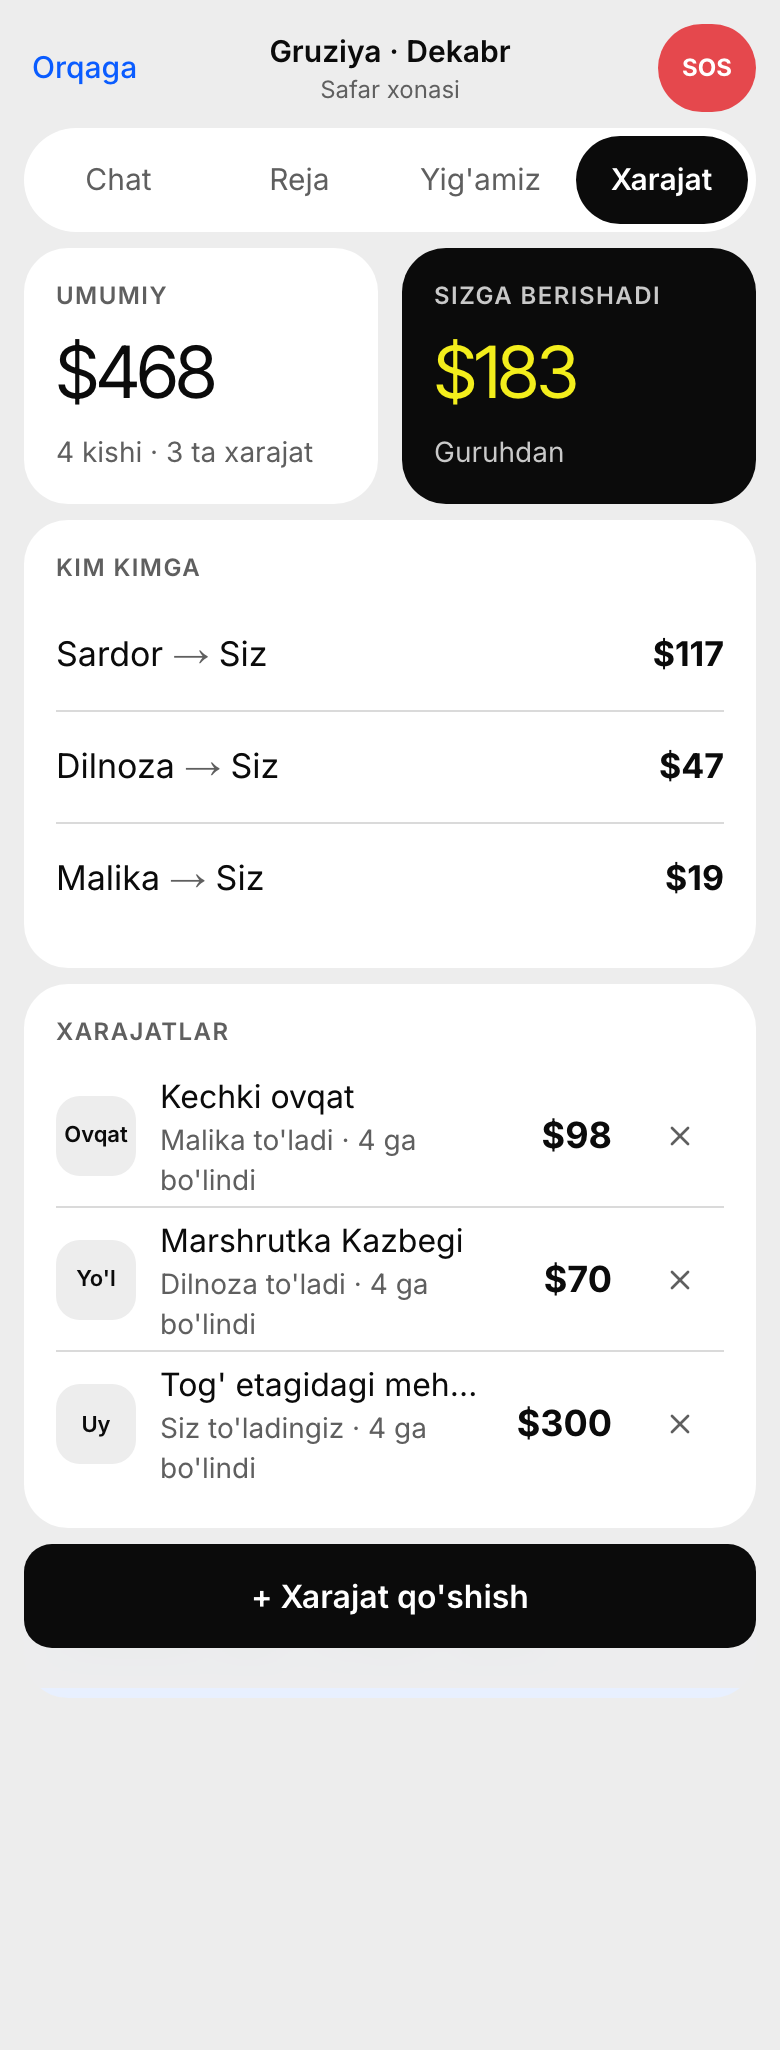 Orqaga
Gruziya · Dekabr
Safar xonasi
SOS
Chat
Reja
Yig'amiz
Xarajat
UMUMIY
$468
4 kishi · 3 ta xarajat
SIZGA BERISHADI
$183
Guruhdan
KIM KIMGA
Sardor → Siz
$117
Dilnoza → Siz
$47
Malika → Siz
$19
XARAJATLAR
Ovqat
Kechki ovqat
Malika to'ladi · 4 ga
bo'lindi
$98
×
Yo'l
Marshrutka Kazbegi
Dilnoza to'ladi · 4 ga
bo'lindi
$70
×
Uy
Tog' etagidagi meh...
Siz to'ladingiz · 4 ga
bo'lindi
$300
×
+ Xarajat qo'shish